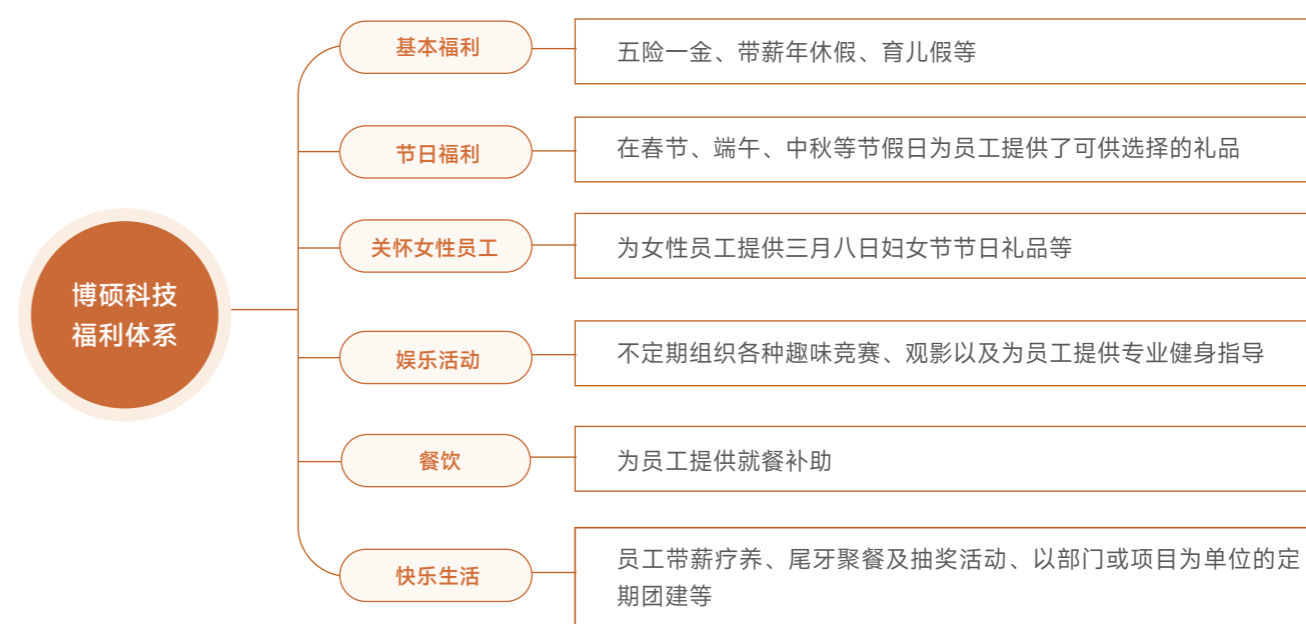 基本福利
五险一金、带薪年休假、育儿假等
节日福利
在春节、端午、中秋等节假日为员工提供了可供选择的礼品
关怀女性员工
为女性员工提供三月八日妇女节节日礼品等
博硕科技
福利体系
娱乐活动
不定期组织各种趣味竞赛、观影以及为员工提供专业健身指导
餐饮
为员工提供就餐补助
快乐生活
员工带薪疗养、尾牙聚餐及抽奖活动、以部门或项目为单位的定
期团建等